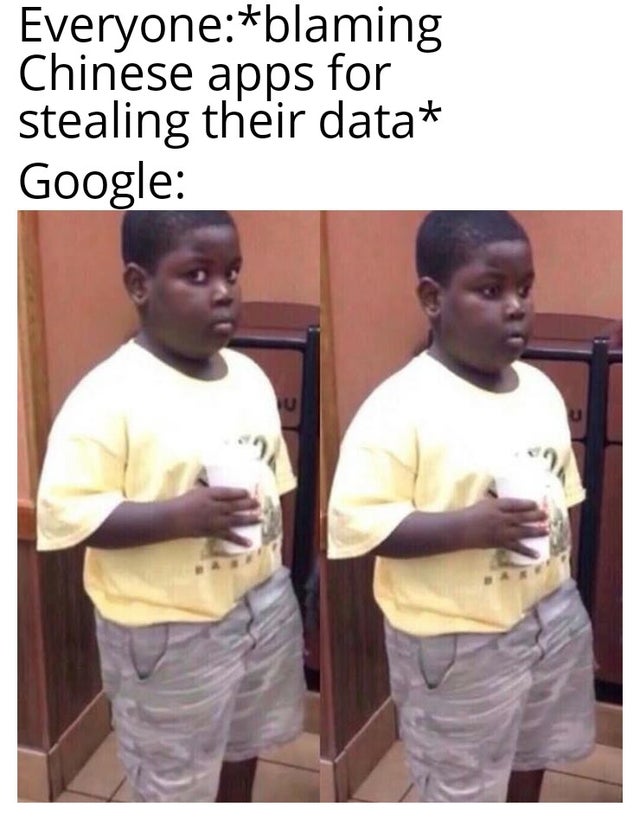 Everyone:*blaming
Chinese apps for
stealing their data*
Google: